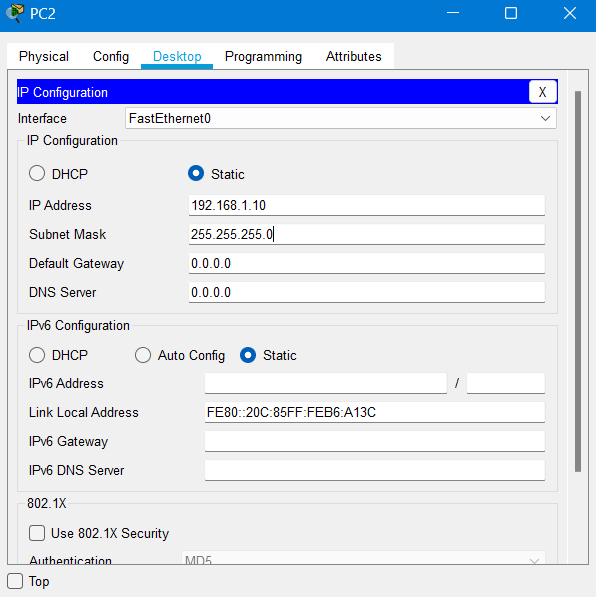 PC2
Physical Config Desktop Programming Attributes
IP Configuration X
Interface FastEthernet0
IP Configuration
DHCP Static
IP Address 192.168.1.10
Subnet Mask 255.255.255.0
Default Gateway 0.0.0.0
DNS Server 0.0.0.0
IPv6 Configuration
DHCP Auto Config Static
IPv6 Address /
Link Local Address FE80::20C:85FF:FEB6:A13C
IPv6 Gateway
IPv6 DNS Server
802.1X
Use 802.1X Security
Authentication MD5
Top